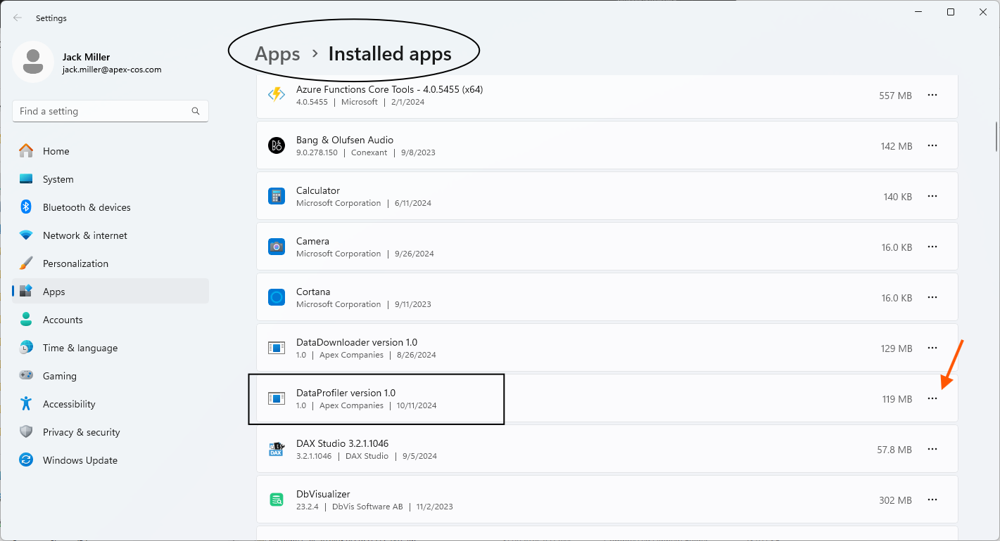 Settings
Jack Miller
jack.miller@apex-cos.com
Find a setting
Home
System
Bluetooth & devices
Network & internet
Personalization
Apps
Accounts
Time & language
Gaming
Accessibility
Privacy & security
Windows Update
Apps > Installed apps
Azure Functions Core Tools - 4.0.5455 (x64)
4.0.5455 | Microsoft | 2/1/2024
557 MB
Bang & Olufsen Audio
9.0.278.150 | Conexant | 9/8/2023
142 MB
Calculator
Microsoft Corporation | 6/11/2024
140 KB
Camera
Microsoft Corporation | 9/26/2024
16.0 KB
Cortana
Microsoft Corporation | 9/11/2023
16.0 KB
DataDownloader version 1.0
1.0 | Apex Companies | 8/26/2024
129 MB
DataProfiler version 1.0
1.0 | Apex Companies | 10/11/2024
119 MB
DAX
DAX Studio 3.2.1.1046
3.2.1.1046 | DAX Studio | 9/5/2024
57.8 MB
DbVisualizer
23.2.4 | DbVis Software AB | 11/2/2023
302 MB